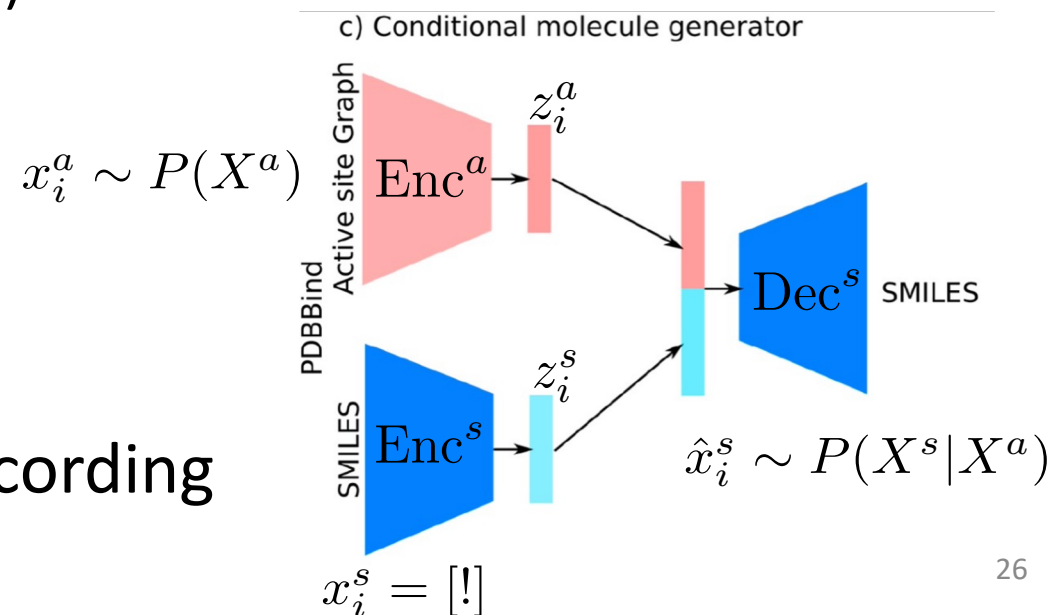 )
c) Conditional molecule generator
Active site Graph
PDBBind
x_i^a ∼ P(X^a)
Enc^a
z_i^a
SMILES
Enc^s
z_i^s
Dec^s
SMILES
x̂_i^s ∼ P(X^s|X^a)
cording
x_i^s = [!]
26